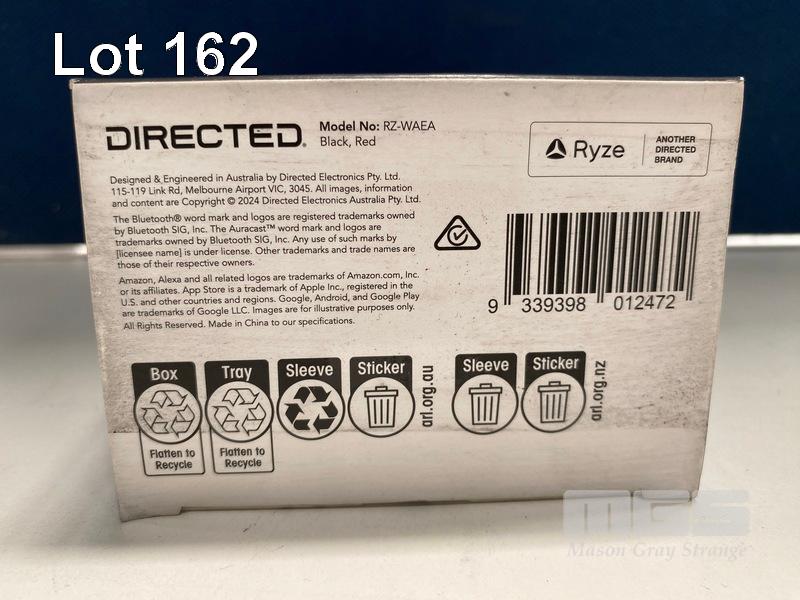 Lot 162
DIRECTED.
Model No: RZ-WAEA
Black, Red
Ryze
ANOTHER
DIRECTED
BRAND
Designed & Engineered in Australia by Directed Electronics Pty. Ltd.
115-119 Link Rd, Melbourne Airport VIC, 3045. All images, information
and content are Copyright © 2024 Directed Electronics Australia Pty. Ltd.
The Bluetooth® word mark and logos are registered trademarks owned
by Bluetooth SIG, Inc. The Auracast™ word mark and logos are
trademarks owned by Bluetooth SIG, Inc. Any use of such marks by
[licensee name] is under license. Other trademarks and trade names are
those of their respective owners.
Amazon, Alexa and all related logos are trademarks of Amazon.com, Inc.
or its affiliates. App Store is a trademark of Apple Inc., registered in the
U.S. and other countries and regions. Google, Android, and Google Play
are trademarks of Google LLC. Images are for illustrative purposes only.
All Rights Reserved. Made in China to our specifications.
9 339398 012472
Box
Flatten to
Recycle
Tray
Flatten to
Recycle
Sleeve
Sticker
arl.org.au
Sleeve
Sticker
arl.org.nz
MGS
Mason Gray Strange